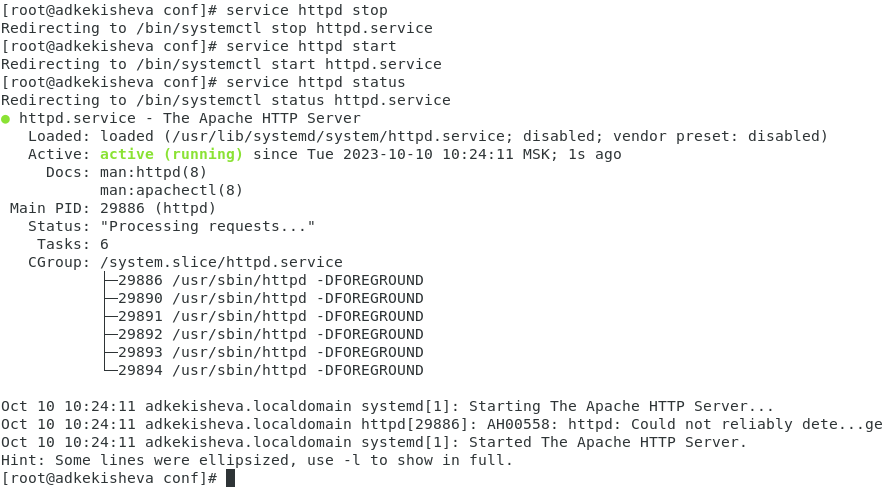 [root@adkekisheva conf]# service httpd stop
Redirecting to /bin/systemctl stop httpd.service
[root@adkekisheva conf]# service httpd start
Redirecting to /bin/systemctl start httpd.service
[root@adkekisheva conf]# service httpd status
Redirecting to /bin/systemctl status httpd.service
● httpd.service - The Apache HTTP Server
   Loaded: loaded (/usr/lib/systemd/system/httpd.service; disabled; vendor preset: disabled)
   Active: active (running) since Tue 2023-10-10 10:24:11 MSK; 1s ago
     Docs: man:httpd(8)
           man:apachectl(8)
 Main PID: 29886 (httpd)
   Status: "Processing requests..."
    Tasks: 6
   CGroup: /system.slice/httpd.service
           ├─29886 /usr/sbin/httpd -DFOREGROUND
           ├─29890 /usr/sbin/httpd -DFOREGROUND
           ├─29891 /usr/sbin/httpd -DFOREGROUND
           ├─29892 /usr/sbin/httpd -DFOREGROUND
           ├─29893 /usr/sbin/httpd -DFOREGROUND
           └─29894 /usr/sbin/httpd -DFOREGROUND

Oct 10 10:24:11 adkekisheva.localdomain systemd[1]: Starting The Apache HTTP Server...
Oct 10 10:24:11 adkekisheva.localdomain httpd[29886]: AH00558: httpd: Could not reliably dete...ge
Oct 10 10:24:11 adkekisheva.localdomain systemd[1]: Started The Apache HTTP Server.
Hint: Some lines were ellipsized, use -l to show in full.
[root@adkekisheva conf]#